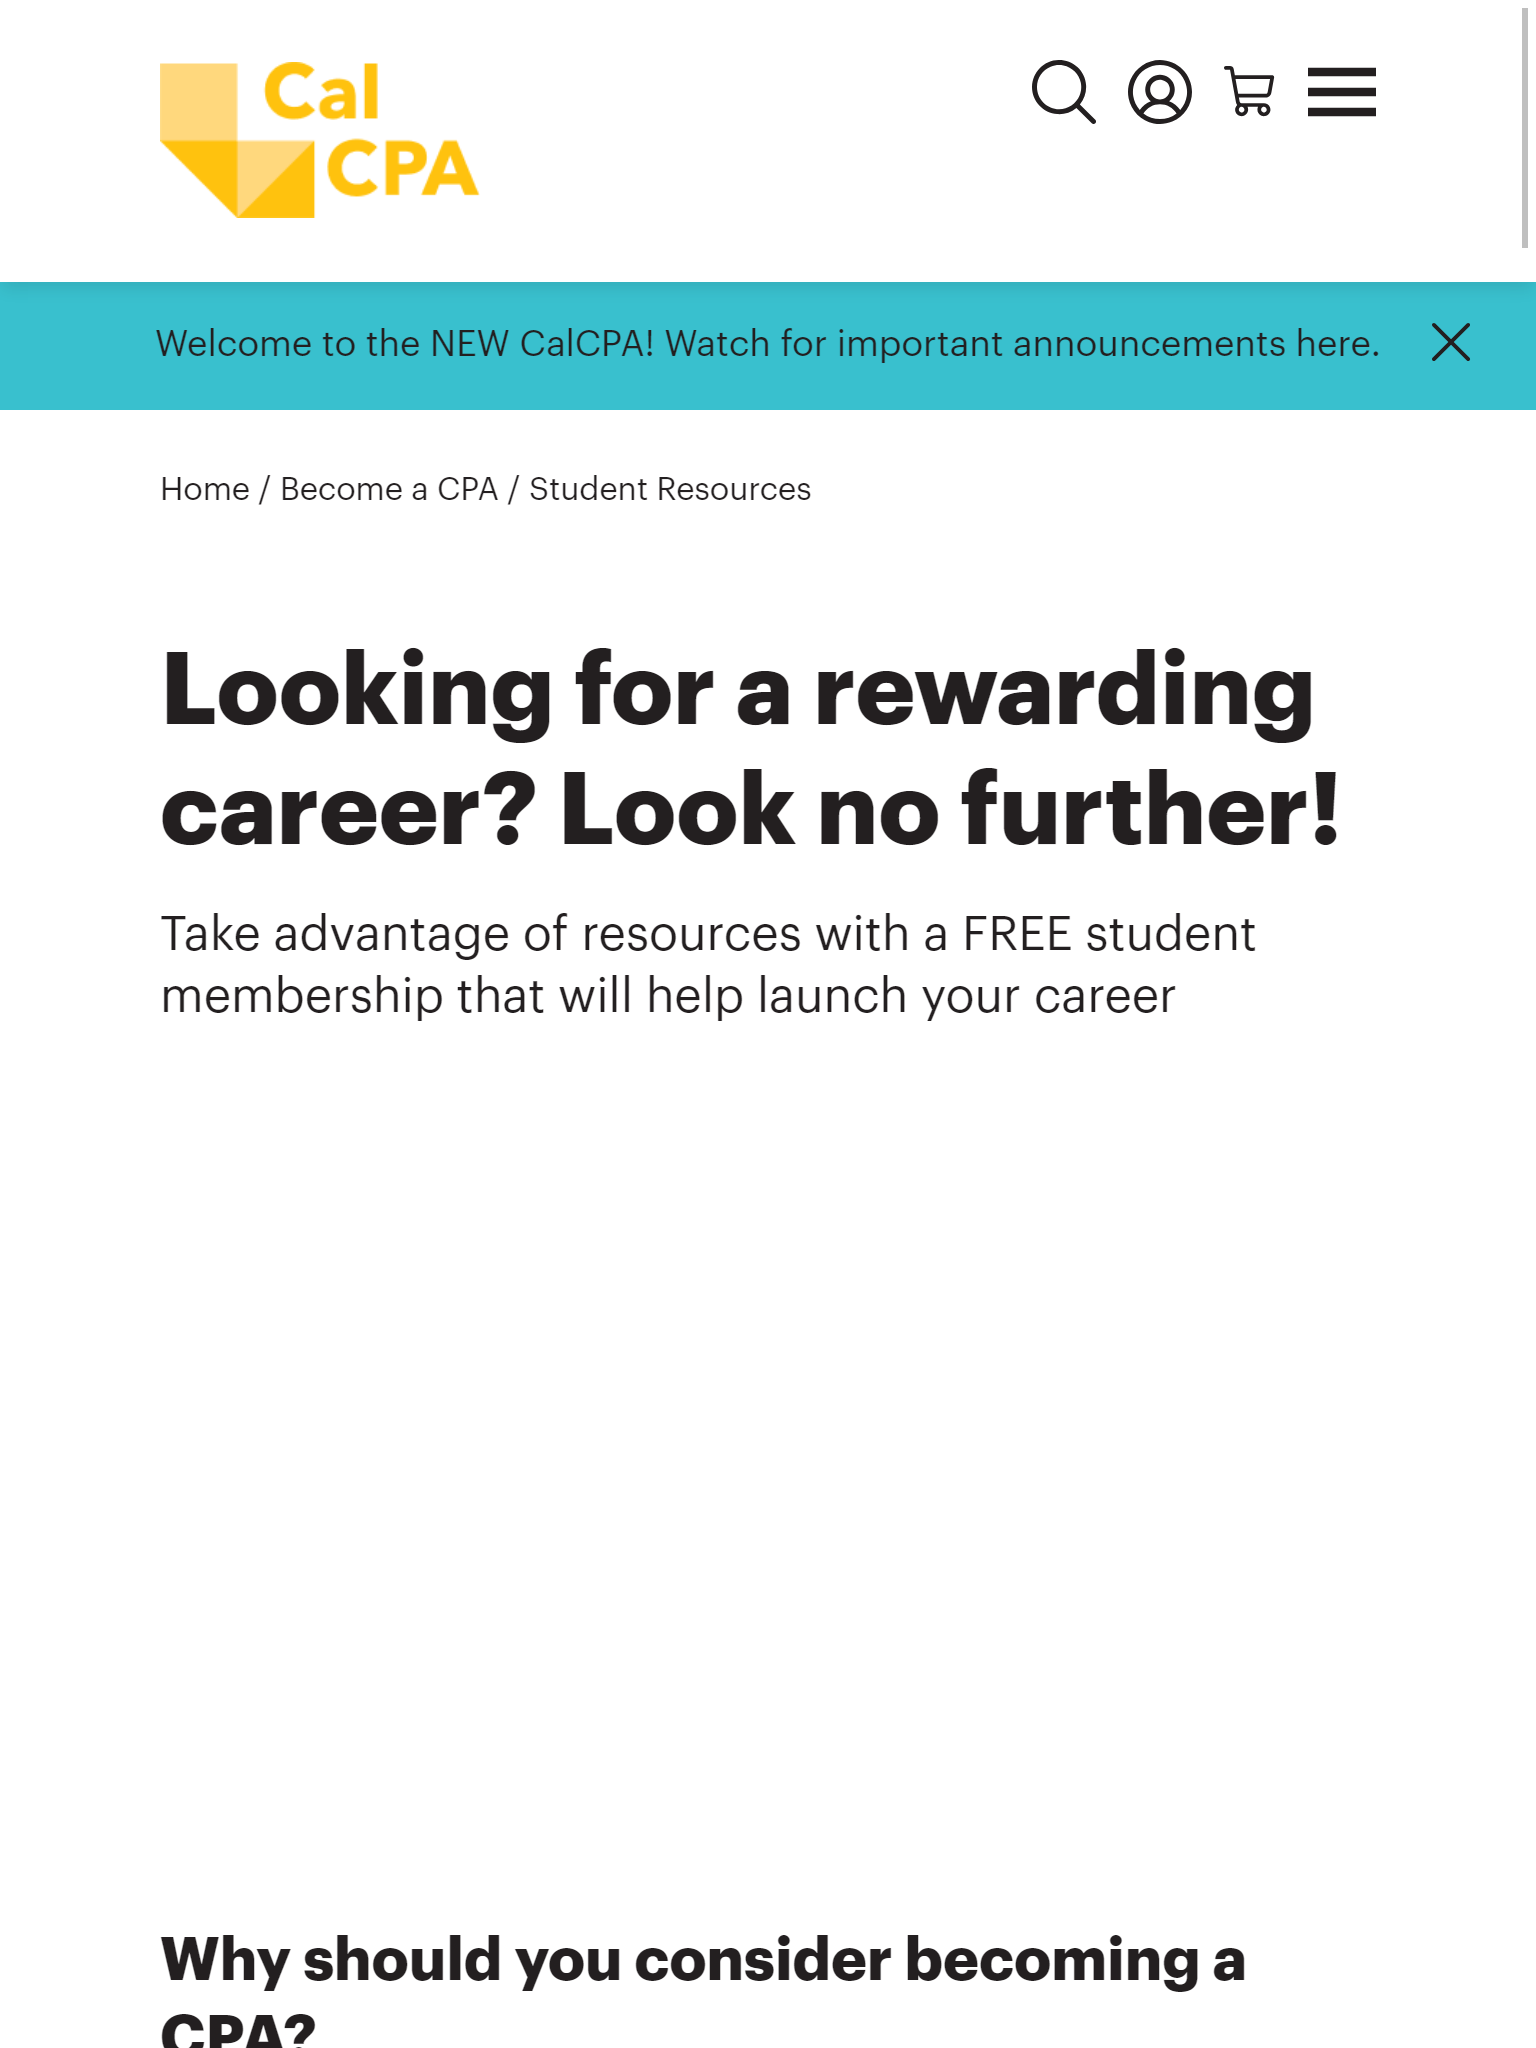 Cal
CPA
Welcome to the NEW CalCPA! Watch for important announcements here.
Home / Become a CPA / Student Resources
Looking for a rewarding
career? Look no further!
Take advantage of resources with a FREE student
membership that will help launch your career
Why should you consider becoming a
CPA?